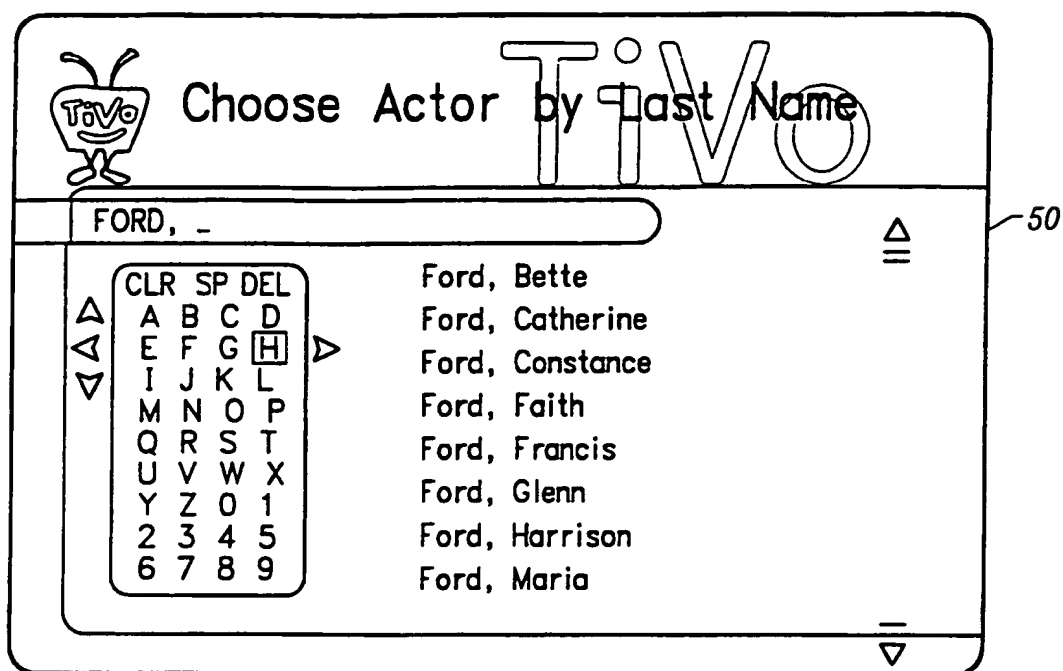 TiVo
TiVo
Choose Actor by Last Name
FORD, _
50
CLR SP DEL
A B C D
E F G H
I J K L
M N O P
Q R S T
U V W X
Y Z 0 1
2 3 4 5
6 7 8 9
Ford, Bette
Ford, Catherine
Ford, Constance
Ford, Faith
Ford, Francis
Ford, Glenn
Ford, Harrison
Ford, Maria